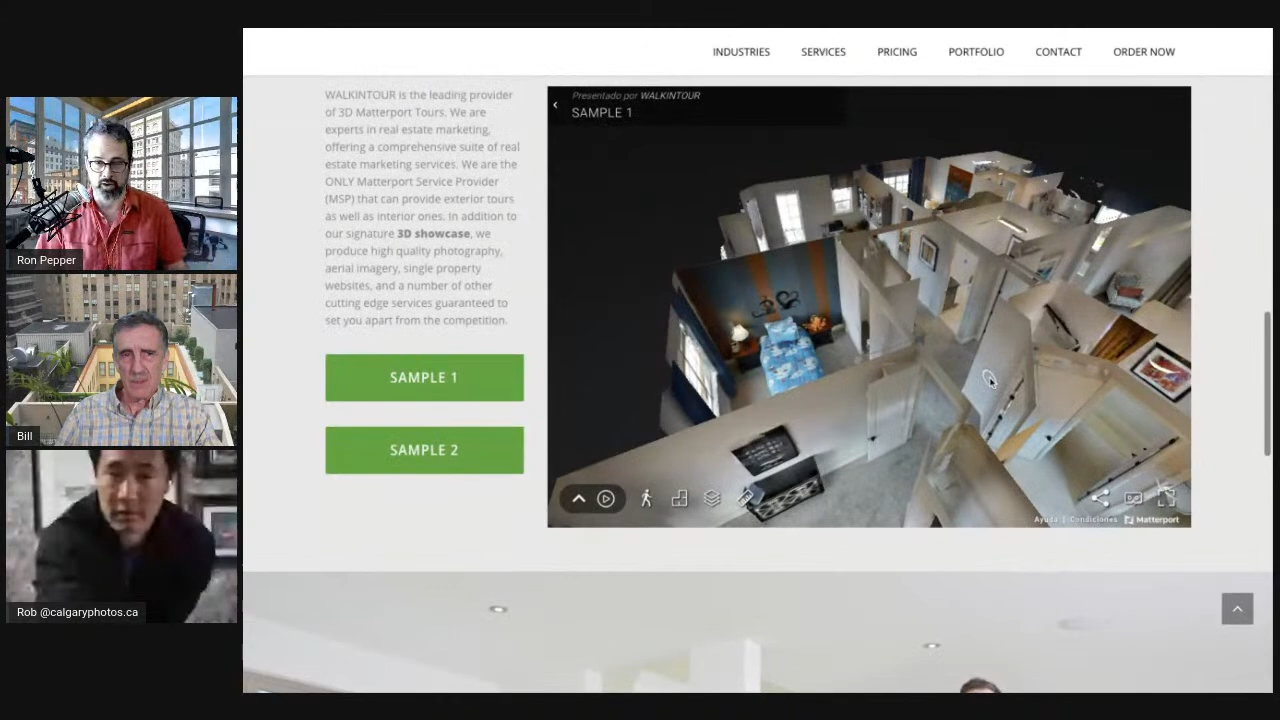 INDUSTRIES SERVICES PRICING PORTFOLIO CONTACT ORDER NOW
WALKINTOUR is the leading provider
of 3D Matterport Tours. We are
experts in real estate marketing,
offering a comprehensive suite of real
estate marketing services. We are the
ONLY Matterport Service Provider
(MSP) that can provide exterior tours
as well as interior ones. In addition to
our signature 3D showcase, we
produce high quality photography,
aerial imagery, single property
websites, and a number of other
cutting edge services guaranteed to
set you apart from the competition.
SAMPLE 1
SAMPLE 2
Presentado por WALKINTOUR
SAMPLE 1
Ayuda | Condiciones Matterport
Ron Pepper
Bill
Rob @calgaryphotos.ca